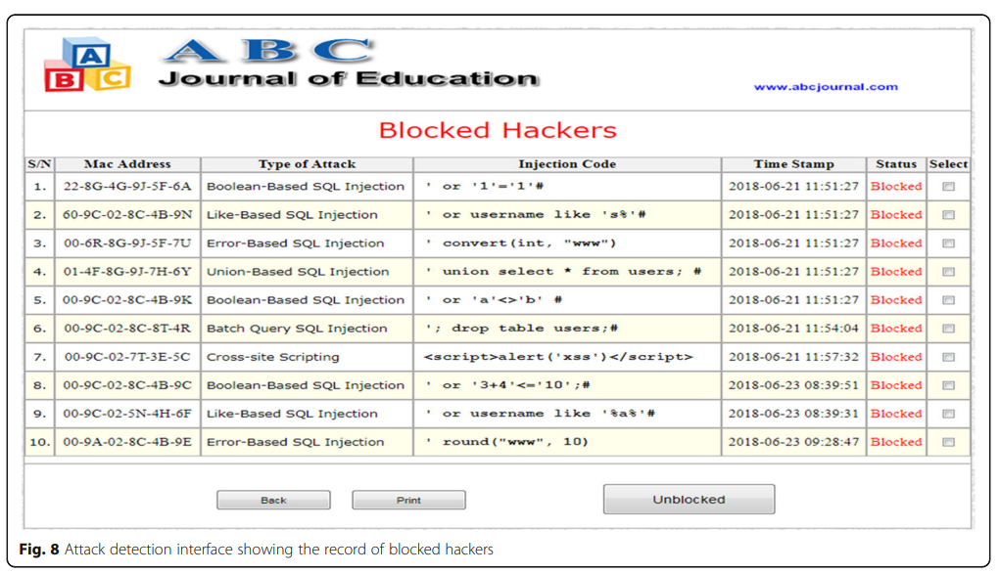 A
B C
A B C
Journal of Education
www.abcjournal.com
Blocked Hackers
S/N Mac Address Type of Attack Injection Code Time Stamp Status Select
1. 22-8G-4G-9J-5F-6A Boolean-Based SQL Injection ' or '1'='1'# 2018-06-21 11:51:27 Blocked
2. 60-9C-02-8C-4B-9N Like-Based SQL Injection ' or username like 's%'# 2018-06-21 11:51:27 Blocked
3. 00-6R-8G-9J-5F-7U Error-Based SQL Injection ' convert(int, "www") 2018-06-21 11:51:27 Blocked
4. 01-4F-8G-9J-7H-6Y Union-Based SQL Injection ' union select * from users; # 2018-06-21 11:51:27 Blocked
5. 00-9C-02-8C-4B-9K Boolean-Based SQL Injection ' or 'a'<>'b' # 2018-06-21 11:51:27 Blocked
6. 00-9C-02-8C-8T-4R Batch Query SQL Injection '; drop table users;# 2018-06-21 11:54:04 Blocked
7. 00-9C-02-7T-3E-5C Cross-site Scripting <script>alert('xss')</script> 2018-06-21 11:57:32 Blocked
8. 00-9C-02-8C-4B-9C Boolean-Based SQL Injection ' or '3+4'<='10';# 2018-06-23 08:39:51 Blocked
9. 00-9C-02-5N-4H-6F Like-Based SQL Injection ' or username like '%a%'# 2018-06-23 08:39:31 Blocked
10. 00-9A-02-8C-4B-9E Error-Based SQL Injection ' round("www", 10) 2018-06-23 09:28:47 Blocked
Back Print Unblocked
Fig. 8 Attack detection interface showing the record of blocked hackers